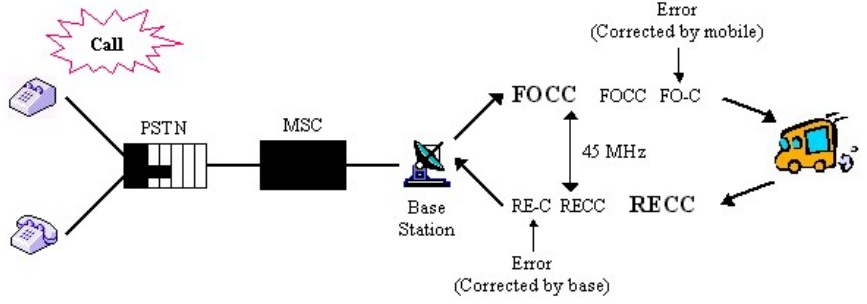 Call
Error
(Corrected by mobile)
FOCC FOCC FO-C
PSTN
MSC
45 MHz
Base
Station
RE-C RECC RECC
Error
(Corrected by base)